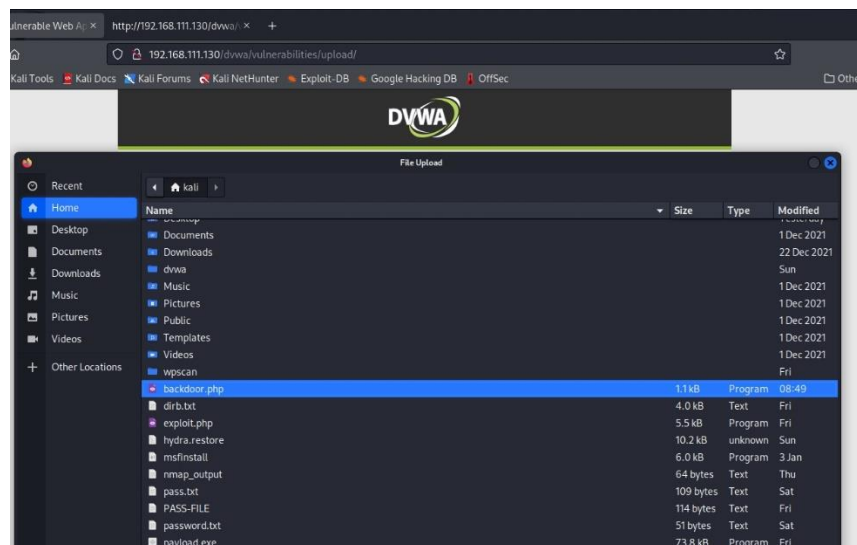 ulnerable Web Ap × http://192.168.111.130/dvwa/v × +
192.168.111.130/dvwa/vulnerabilities/upload/
Kali Tools Kali Docs Kali Forums Kali NetHunter Exploit-DB Google Hacking DB OffSec Othe
DVWA
File Upload
Recent kali
Home Name Size Type Modified
Desktop Desktop Yesterday
Documents Documents 1 Dec 2021
Downloads 22 Dec 2021
Downloads dvwa Sun
Music Music 1 Dec 2021
Pictures 1 Dec 2021
Pictures Public 1 Dec 2021
Videos Templates 1 Dec 2021
Videos 1 Dec 2021
+ Other Locations wpscan Fri
backdoor.php 1.1 kB Program 08:49
dirb.txt 4.0 kB Text Fri
exploit.php 5.5 kB Program Fri
hydra.restore 10.2 kB unknown Sun
msfinstall 6.0 kB Program 3 Jan
nmap_output 64 bytes Text Thu
pass.txt 109 bytes Text Sat
PASS-FILE 114 bytes Text Fri
password.txt 51 bytes Text Sat
payload.exe 73.8 kB Program Fri